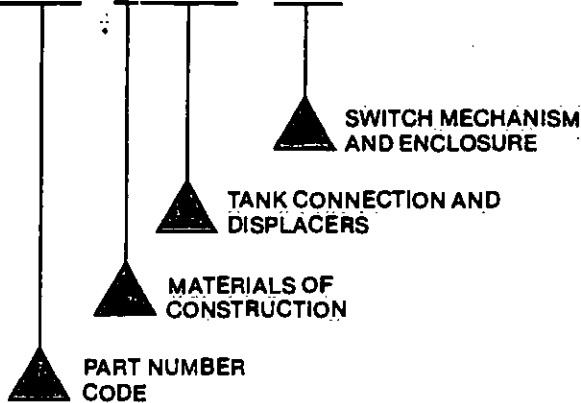 SWITCH MECHANISM
AND ENCLOSURE
TANK CONNECTION AND
DISPLACERS
MATERIALS OF
CONSTRUCTION
PART NUMBER
CODE